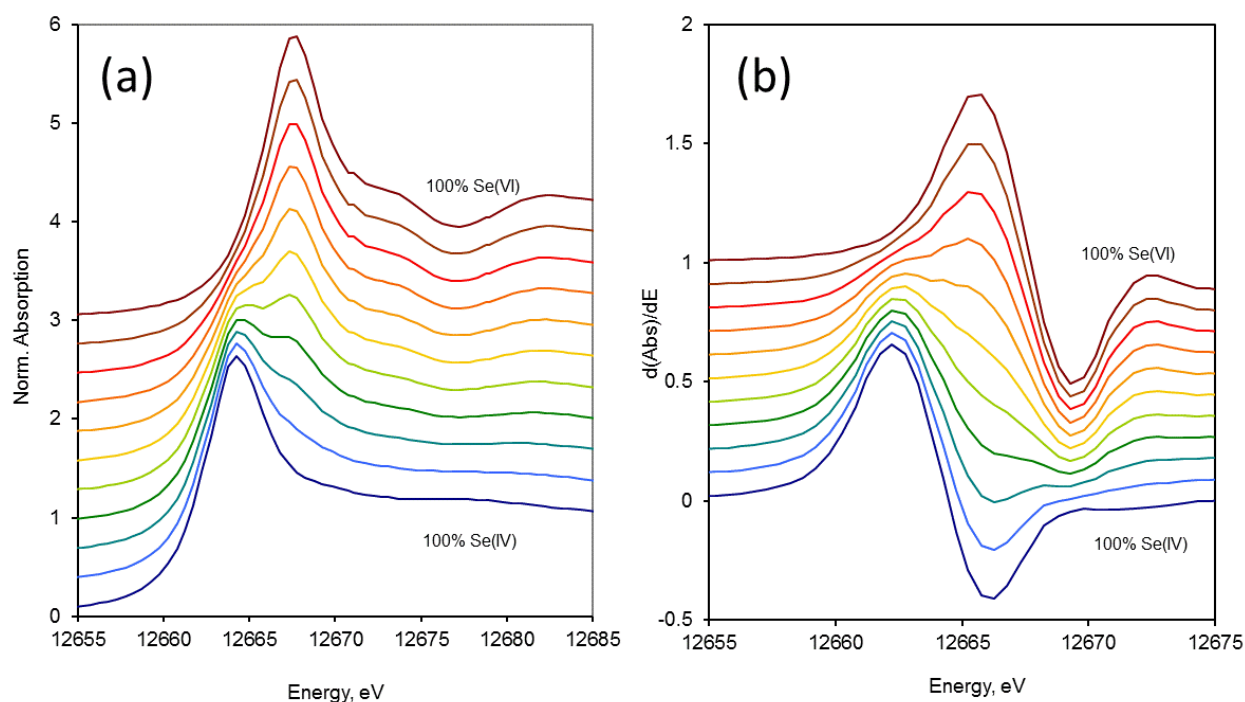 (a)
6
5
4
3
2
1
0
Norm. Absorption
100% Se(VI)
100% Se(IV)
12655 12660 12665 12670 12675 12680 12685
Energy, eV
(b)
2
1.5
1
0.5
0
-0.5
d(Abs)/dE
100% Se(VI)
100% Se(IV)
12655 12660 12665 12670 12675
Energy, eV